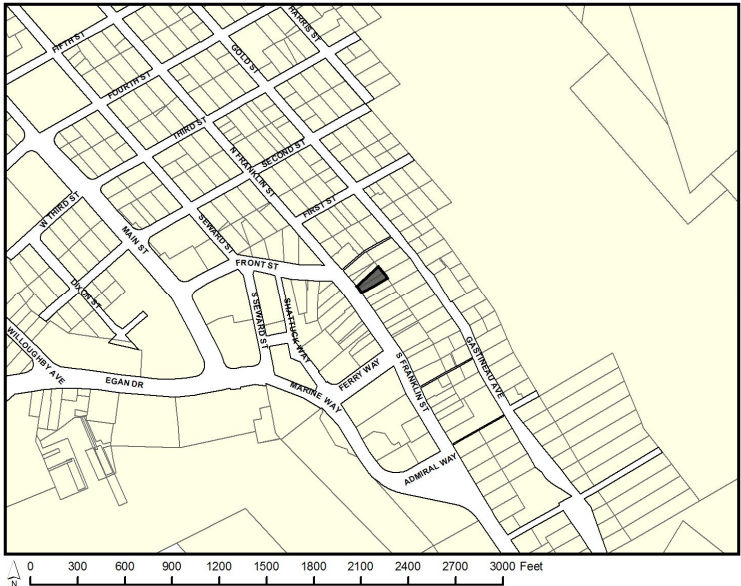 HARRIS ST
FIFTH ST
GOLD ST
FOURTH ST
THIRD ST
SECOND ST
N FRANKLIN ST
W THIRD ST
FIRST ST
MAIN ST
SEWARD ST
FRONT ST
DIXON ST
S SEWARD ST
SHATTUCK WAY
WILLOUGHBY AVE
EGAN DR
MARINE WAY
FERRY WAY
S FRANKLIN ST
GASTINEAU AVE
ADMIRAL WAY
N
0 300 600 900 1200 1500 1800 2100 2400 2700 3000 Feet